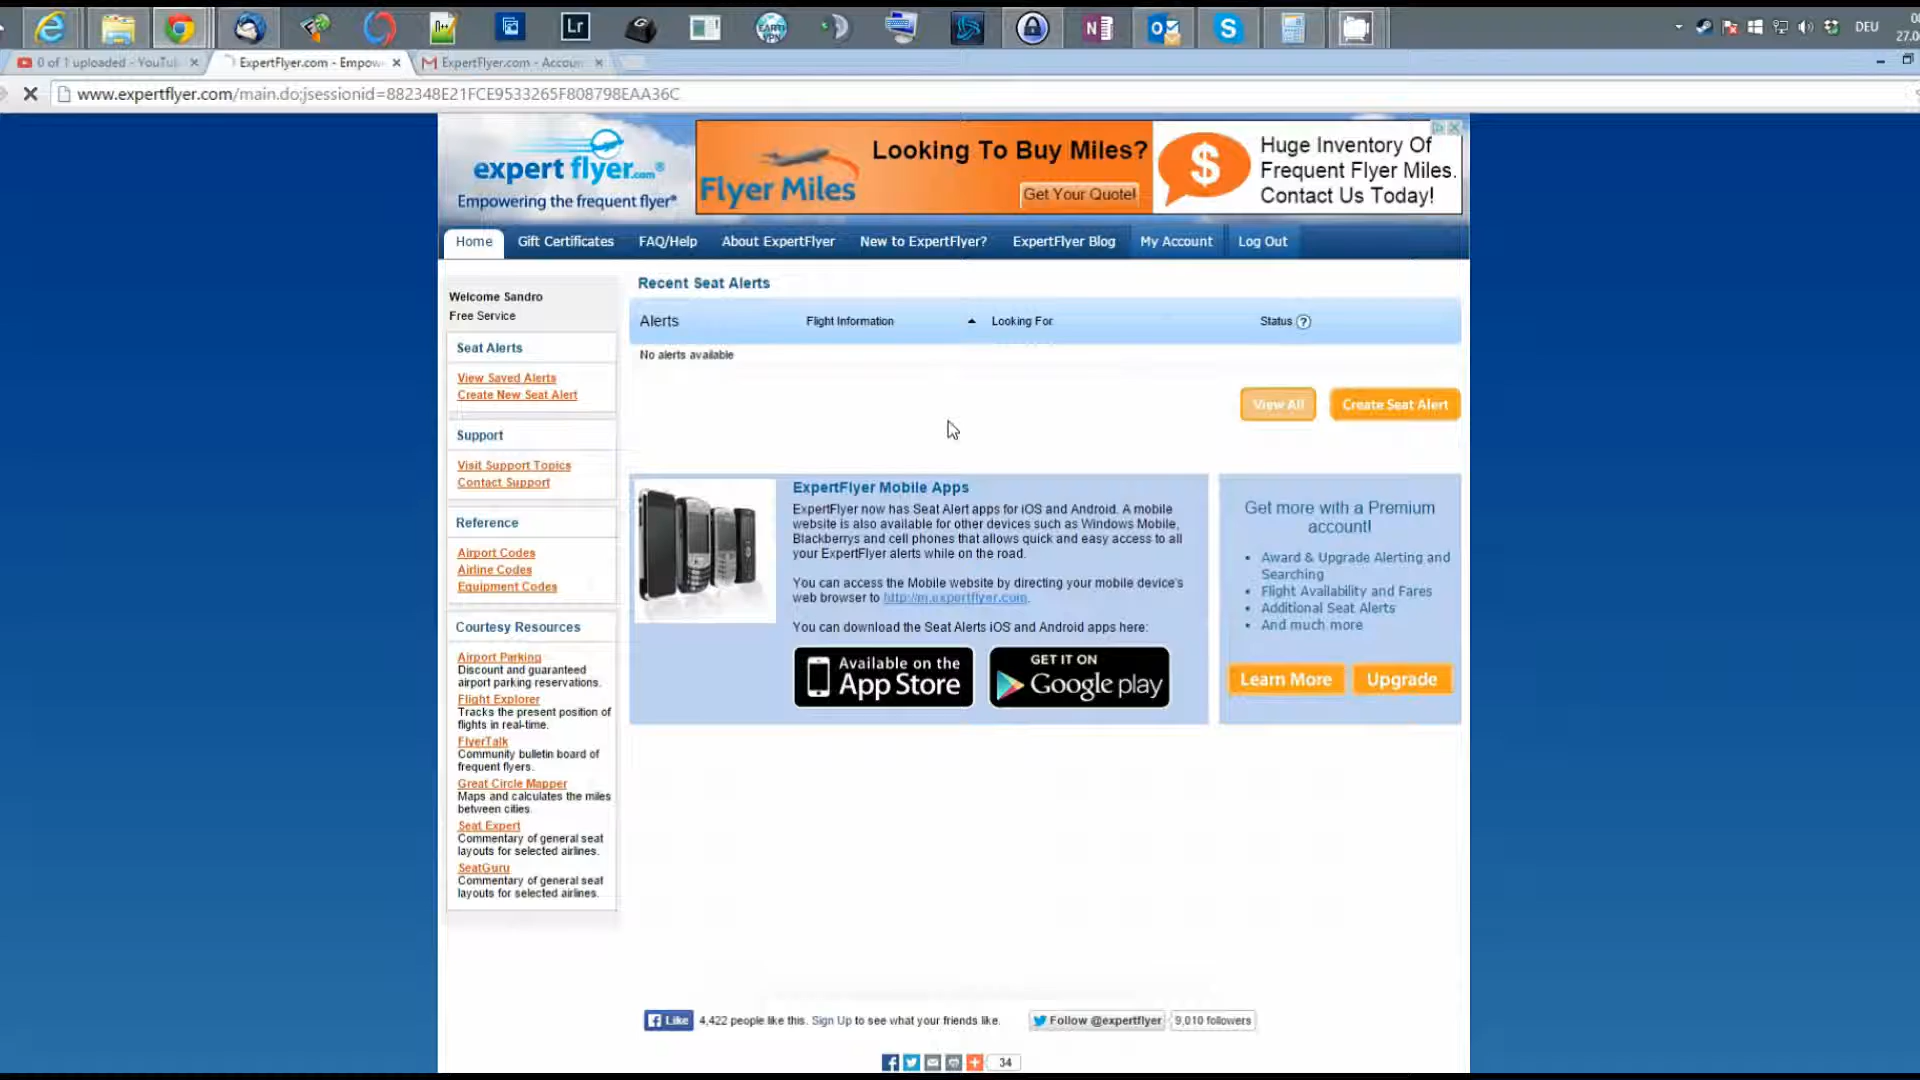 Lr
N
S
DEU
27.0
0 of 1 uploaded - YouTu
ExpertFlyer.com - Empow
ExpertFlyer.com - Accoun
www.expertflyer.com/main.do;jsessionid=882348E21FCE9533265F808798EAA36C
expert flyer.com®
Empowering the frequent flyer®
Flyer Miles
Looking To Buy Miles?
Get Your Quote!
$
Huge Inventory Of
Frequent Flyer Miles.
Contact Us Today!
Home
Gift Certificates
FAQ/Help
About ExpertFlyer
New to ExpertFlyer?
ExpertFlyer Blog
My Account
Log Out
Welcome Sandro
Free Service
Seat Alerts
View Saved Alerts
Create New Seat Alert
Support
Visit Support Topics
Contact Support
Reference
Airport Codes
Airline Codes
Equipment Codes
Courtesy Resources
Airport Parking
Discount and guaranteed
airport parking reservations.
Flight Explorer
Tracks the present position of
flights in real-time.
FlyerTalk
Community bulletin board of
frequent flyers.
Great Circle Mapper
Maps and calculates the miles
between cities.
Seat Expert
Commentary of general seat
layouts for selected airlines.
SeatGuru
Commentary of general seat
layouts for selected airlines.
Recent Seat Alerts
Alerts
Flight Information
Looking For
Status ?
No alerts available
View All
Create Seat Alert
ExpertFlyer Mobile Apps
ExpertFlyer now has Seat Alert apps for iOS and Android. A mobile
website is also available for other devices such as Windows Mobile,
Blackberrys and cell phones that allows quick and easy access to all
your ExpertFlyer alerts while on the road.
You can access the Mobile website by directing your mobile device's
web browser to http://m.expertflyer.com.
You can download the Seat Alerts iOS and Android apps here:
Available on the
App Store
GET IT ON
Google play
Get more with a Premium
account!
• Award & Upgrade Alerting and
Searching
• Flight Availability and Fares
• Additional Seat Alerts
• And much more
Learn More
Upgrade
Like
4,422 people like this. Sign Up to see what your friends like.
Follow @expertflyer
9,010 followers
34